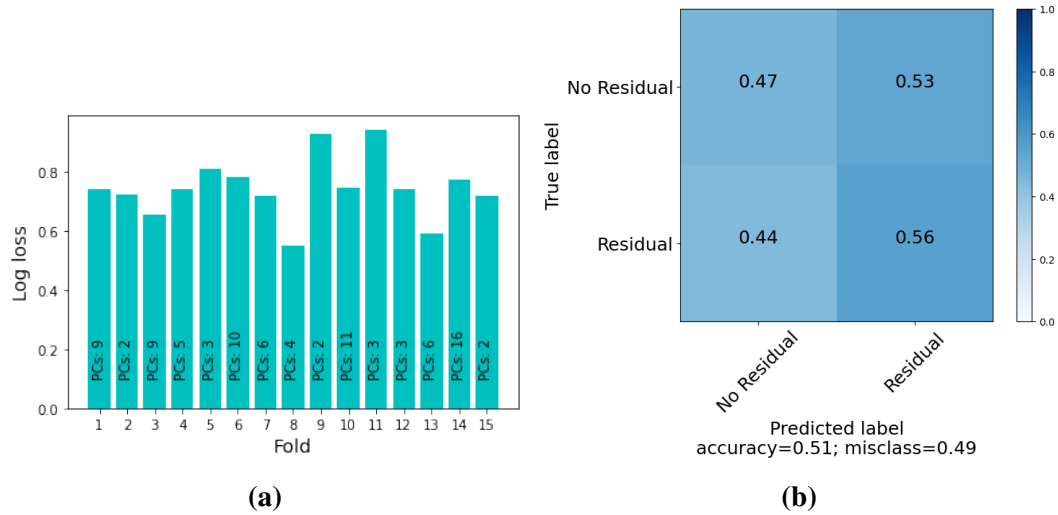 Log loss
0.8
0.6
0.4
0.2
0.0
PCs: 9
PCs: 2
PCs: 9
PCs: 5
PCs: 3
PCs: 10
PCs: 6
PCs: 4
PCs: 2
PCs: 11
PCs: 3
PCs: 3
PCs: 6
PCs: 16
PCs: 2
1 2 3 4 5 6 7 8 9 10 11 12 13 14 15
Fold
(a)
True label
No Residual
Residual
0.47 0.53
0.44 0.56
No Residual
Residual
Predicted label
accuracy=0.51; misclass=0.49
1.0
0.8
0.6
0.4
0.2
0.0
(b)